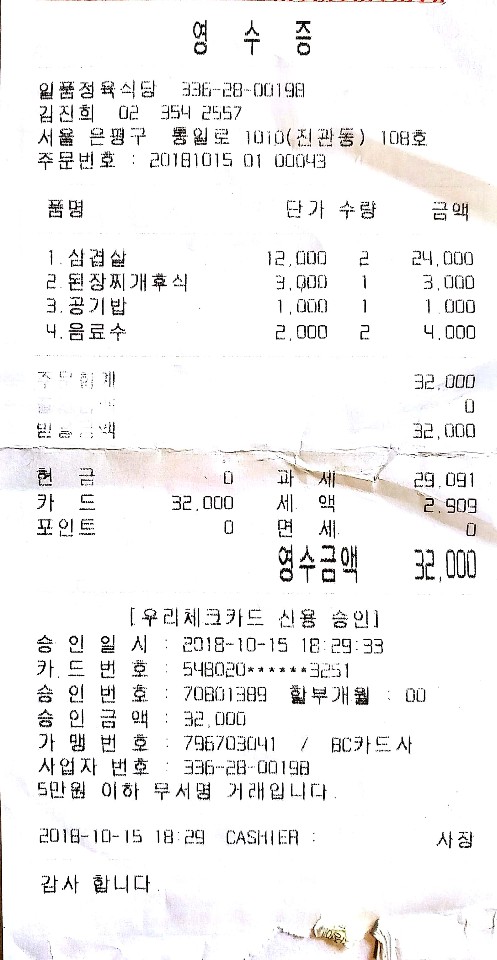 영 수 증
일품정육식당 336-28-00198
김진희 02 354 2557
서울 은평구 통일로 1010(진관동) 108호
주문번호 : 20181015 01 00043
품명 단가 수량 금액
1.삼겹살 12,000 2 24,000
2.된장찌개후식 3,000 1 3,000
3.공기밥 1,000 1 1,000
4.음료수 2,000 2 4,000
주문합계 32,000
0
받을금액 32,000
현 금 0 과 세 29,091
카 드 32,000 세 액 2,909
포인트 0 면 세 0
영수금액 32,000
[우리체크카드 신용 승인]
승 인 일 시 : 2018-10-15 18:29:33
카 드 번 호 : 548020******3251
승 인 번 호 : 70801389 할부개월 : 00
승 인 금 액 : 32,000
가 맹 번 호 : 796703041 / BC카드사
사업자 번호 : 336-28-00198
5만원 이하 무서명 거래입니다.
2018-10-15 18:29 CASHIER : 사장
감사 합니다.